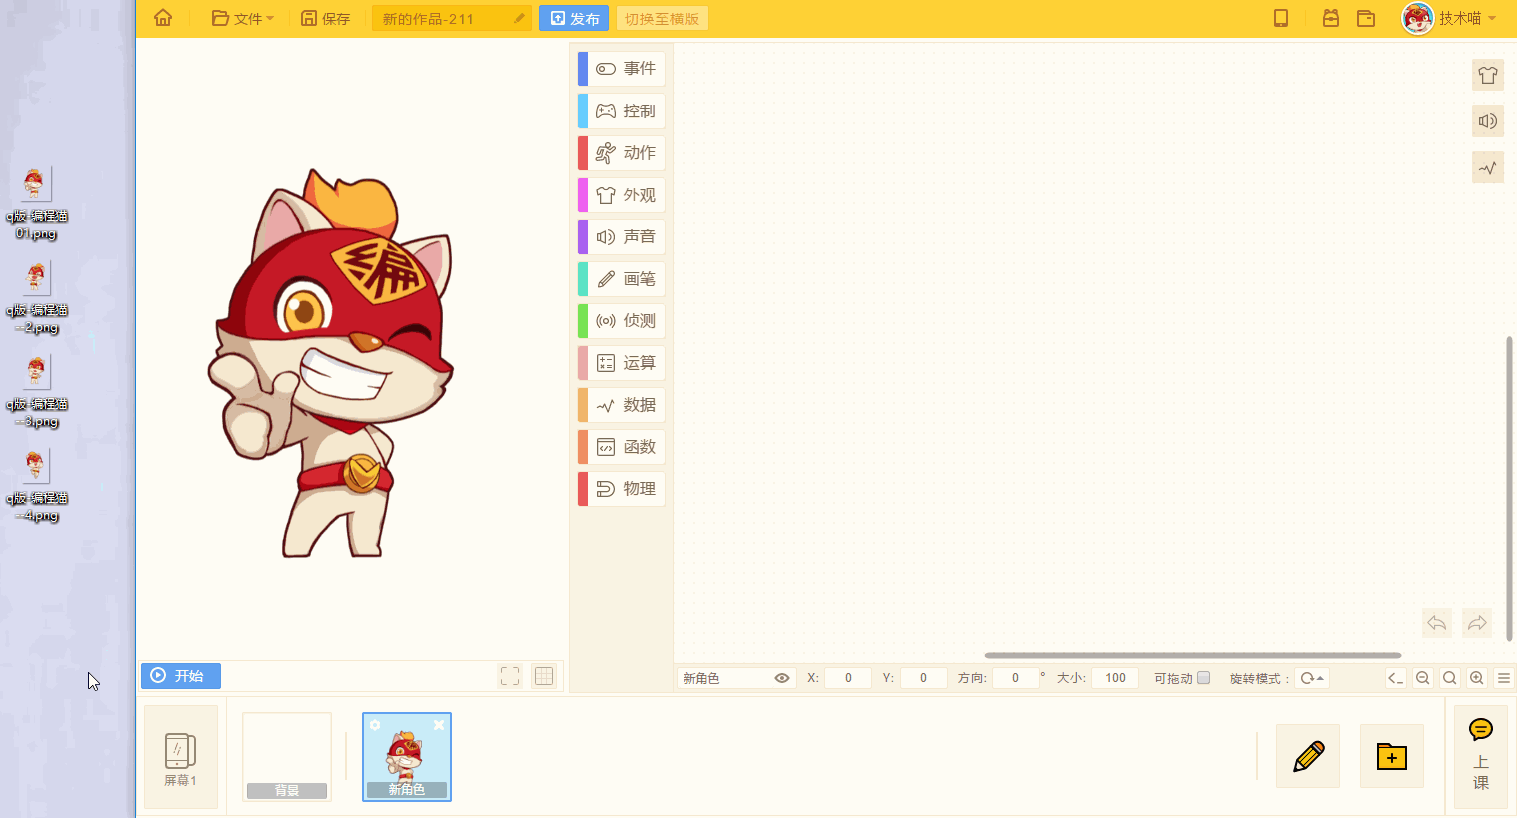 文件
保存
新的作品-211
发布
切换至横版
技术喵
q版-编程猫
01.png
q版-编程猫
--2.png
q版-编程猫
--3.png
q版-编程猫
--4.png
编
事件
控制
动作
外观
声音
画笔
侦测
运算
数据
函数
物理
开始
新角色
X: 0
Y: 0
方向: 0 °
大小: 100
可拖动
旋转模式 :
屏幕1
背景
新角色
上
课